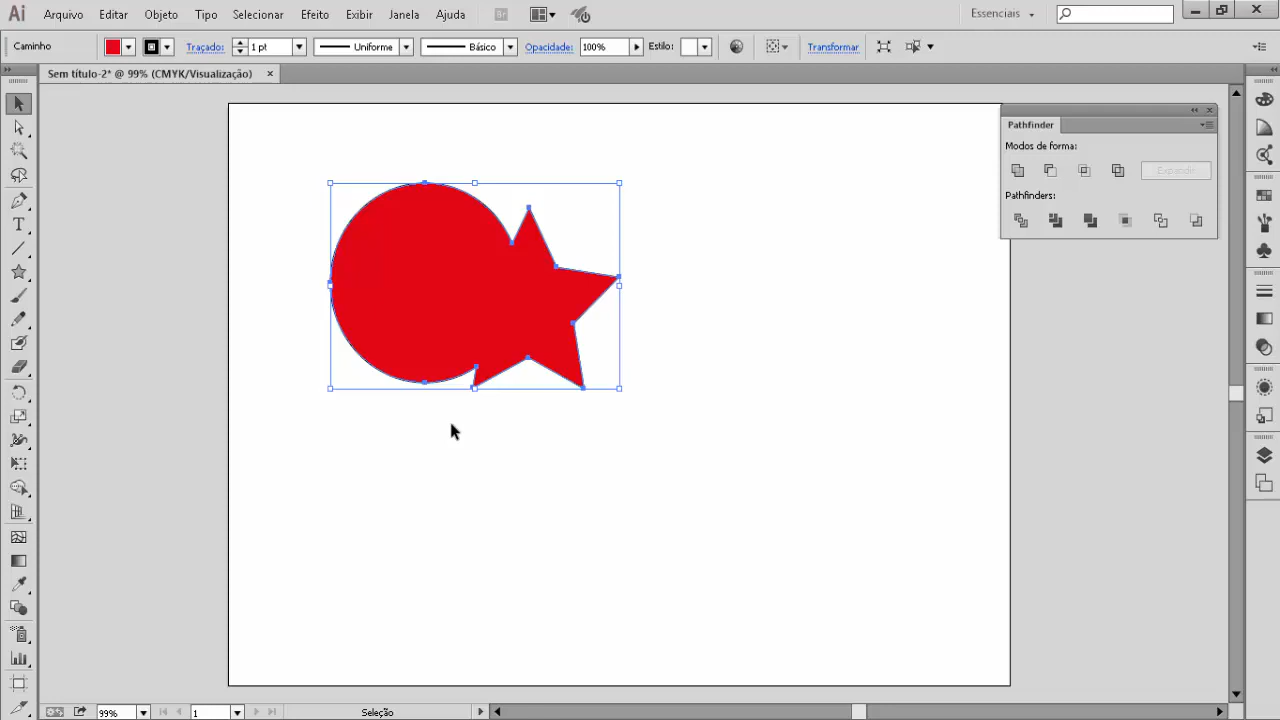 Ai Arquivo Editar Objeto Tipo Selecionar Efeito Exibir Janela Ajuda Br Essenciais
Caminho Traçado: 1 pt Uniforme Básico Opacidade: 100% Estilo: Transformar
Sem título-2* @ 99% (CMYK/Visualização)
Pathfinder
Modos de forma:
Expandir
Pathfinders:
99% 1 Seleção